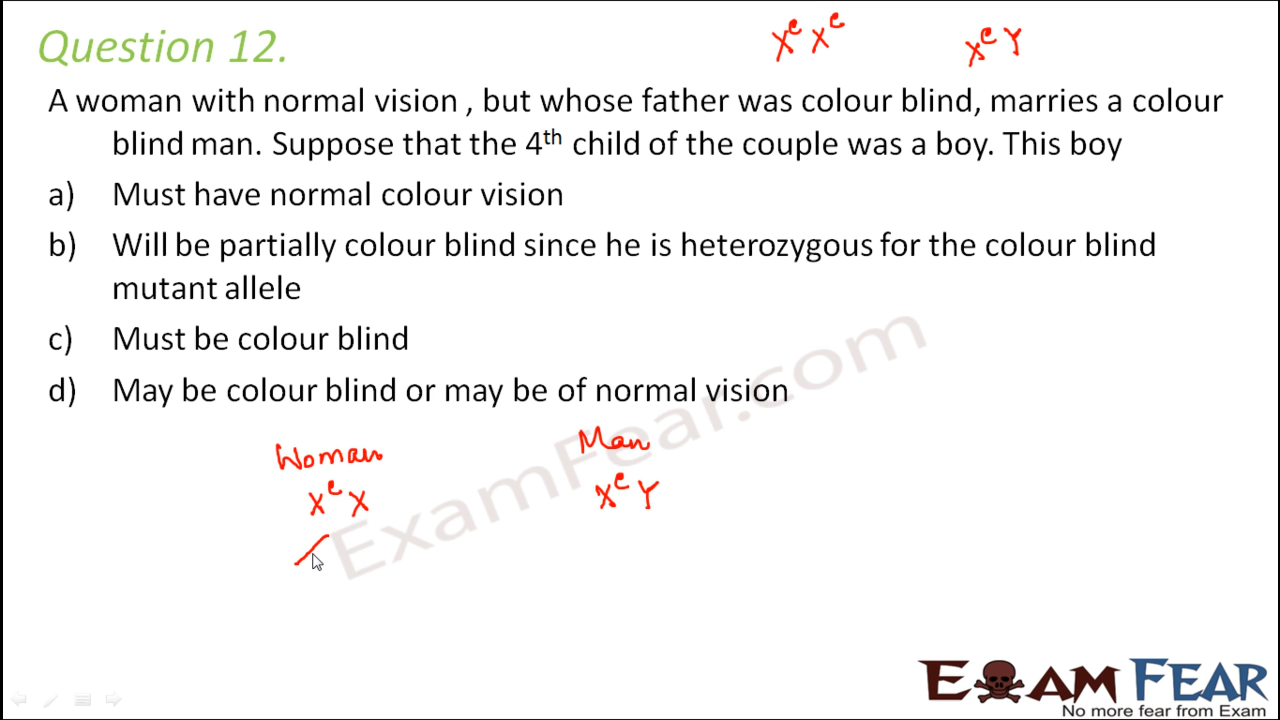 Question 12.
X^c X^c
X^c Y
A woman with normal vision , but whose father was colour blind, marries a colour
blind man. Suppose that the 4th child of the couple was a boy. This boy
a) Must have normal colour vision
b) Will be partially colour blind since he is heterozygous for the colour blind
mutant allele
c) Must be colour blind
d) May be colour blind or may be of normal vision
Woman
Man
X^c X
X^c Y
ExamFear.com
EXAM FEAR
No more fear from Exam